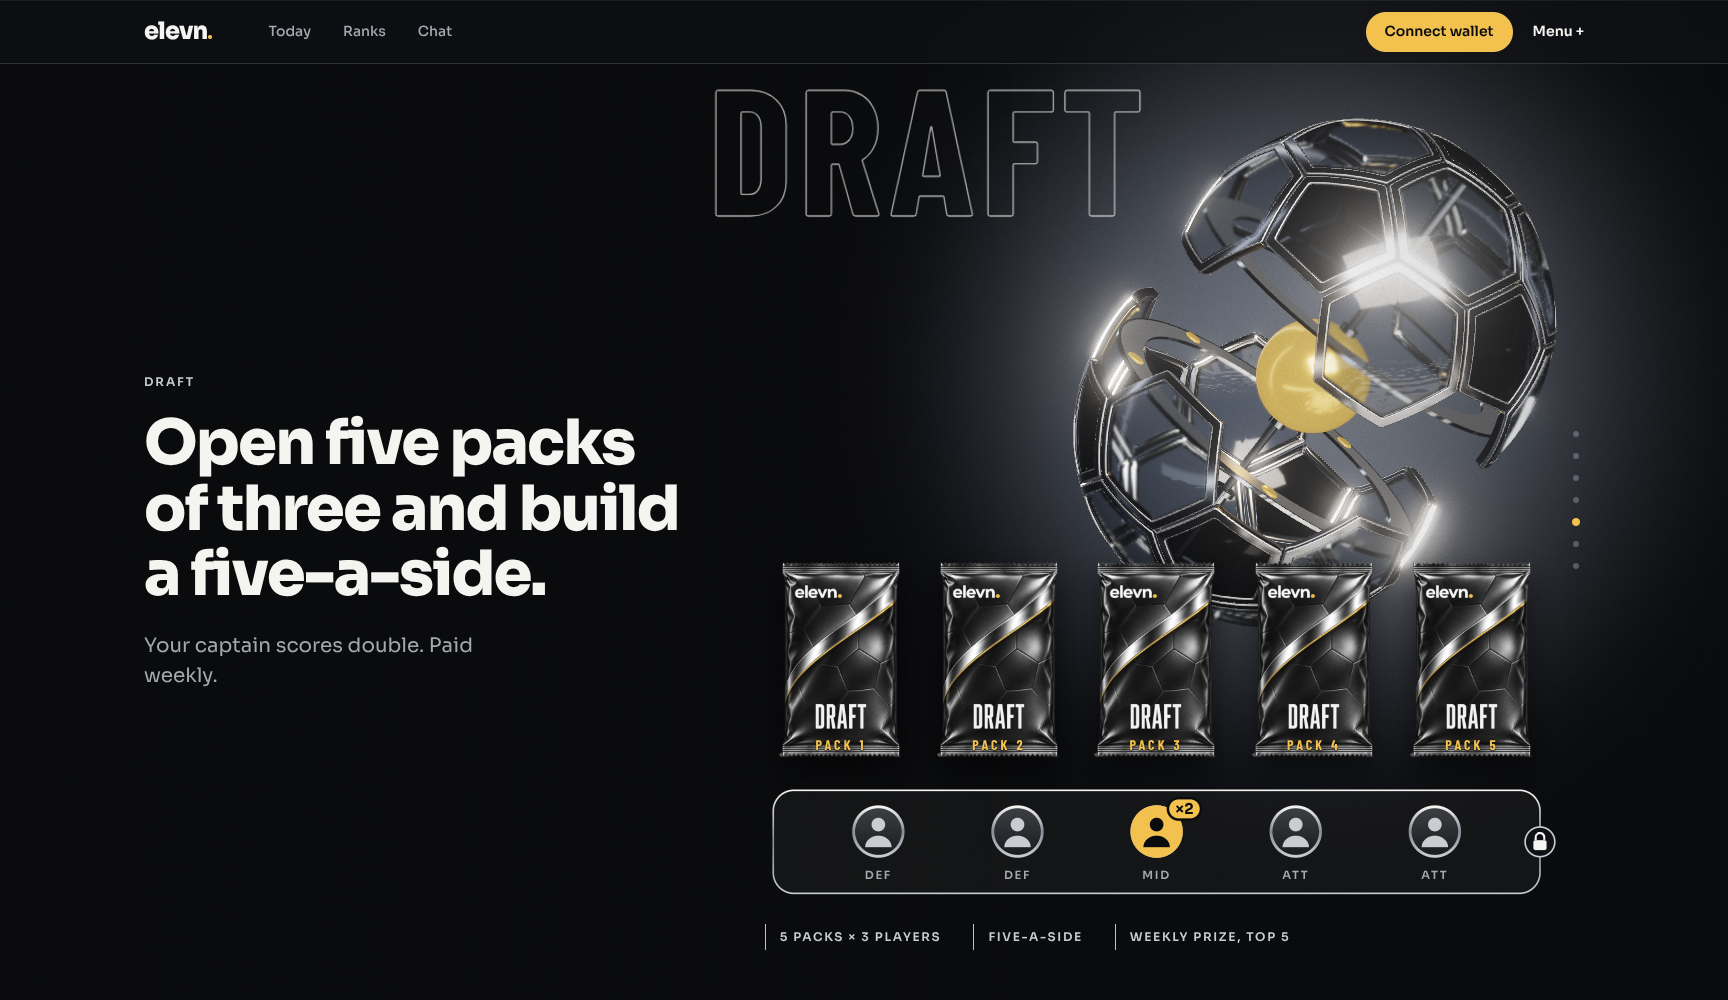 elevn.
Today
Ranks
Chat
Connect wallet
Menu +
DRAFT
DRAFT
Open five packs
of three and build
a five-a-side.
Your captain scores double. Paid
weekly.
elevn.
DRAFT
PACK 1
elevn.
DRAFT
PACK 2
elevn.
DRAFT
PACK 3
elevn.
DRAFT
PACK 4
elevn.
DRAFT
PACK 5
DEF
DEF
×2
MID
ATT
ATT
5 PACKS × 3 PLAYERS
FIVE-A-SIDE
WEEKLY PRIZE, TOP 5